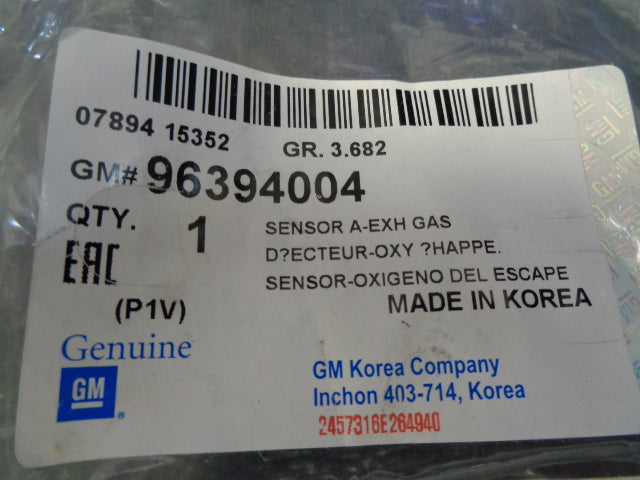 07894 15352
GR. 3.682
GM# 96394004
QTY. 1
SENSOR A-EXH GAS
D?ECTEUR-OXY ?HAPPE.
SENSOR-OXIGENO DEL ESCAPE
EAC
MADE IN KOREA
(P1V)
Genuine
GM
GM Korea Company
Inchon 403-714, Korea
2457316E264940